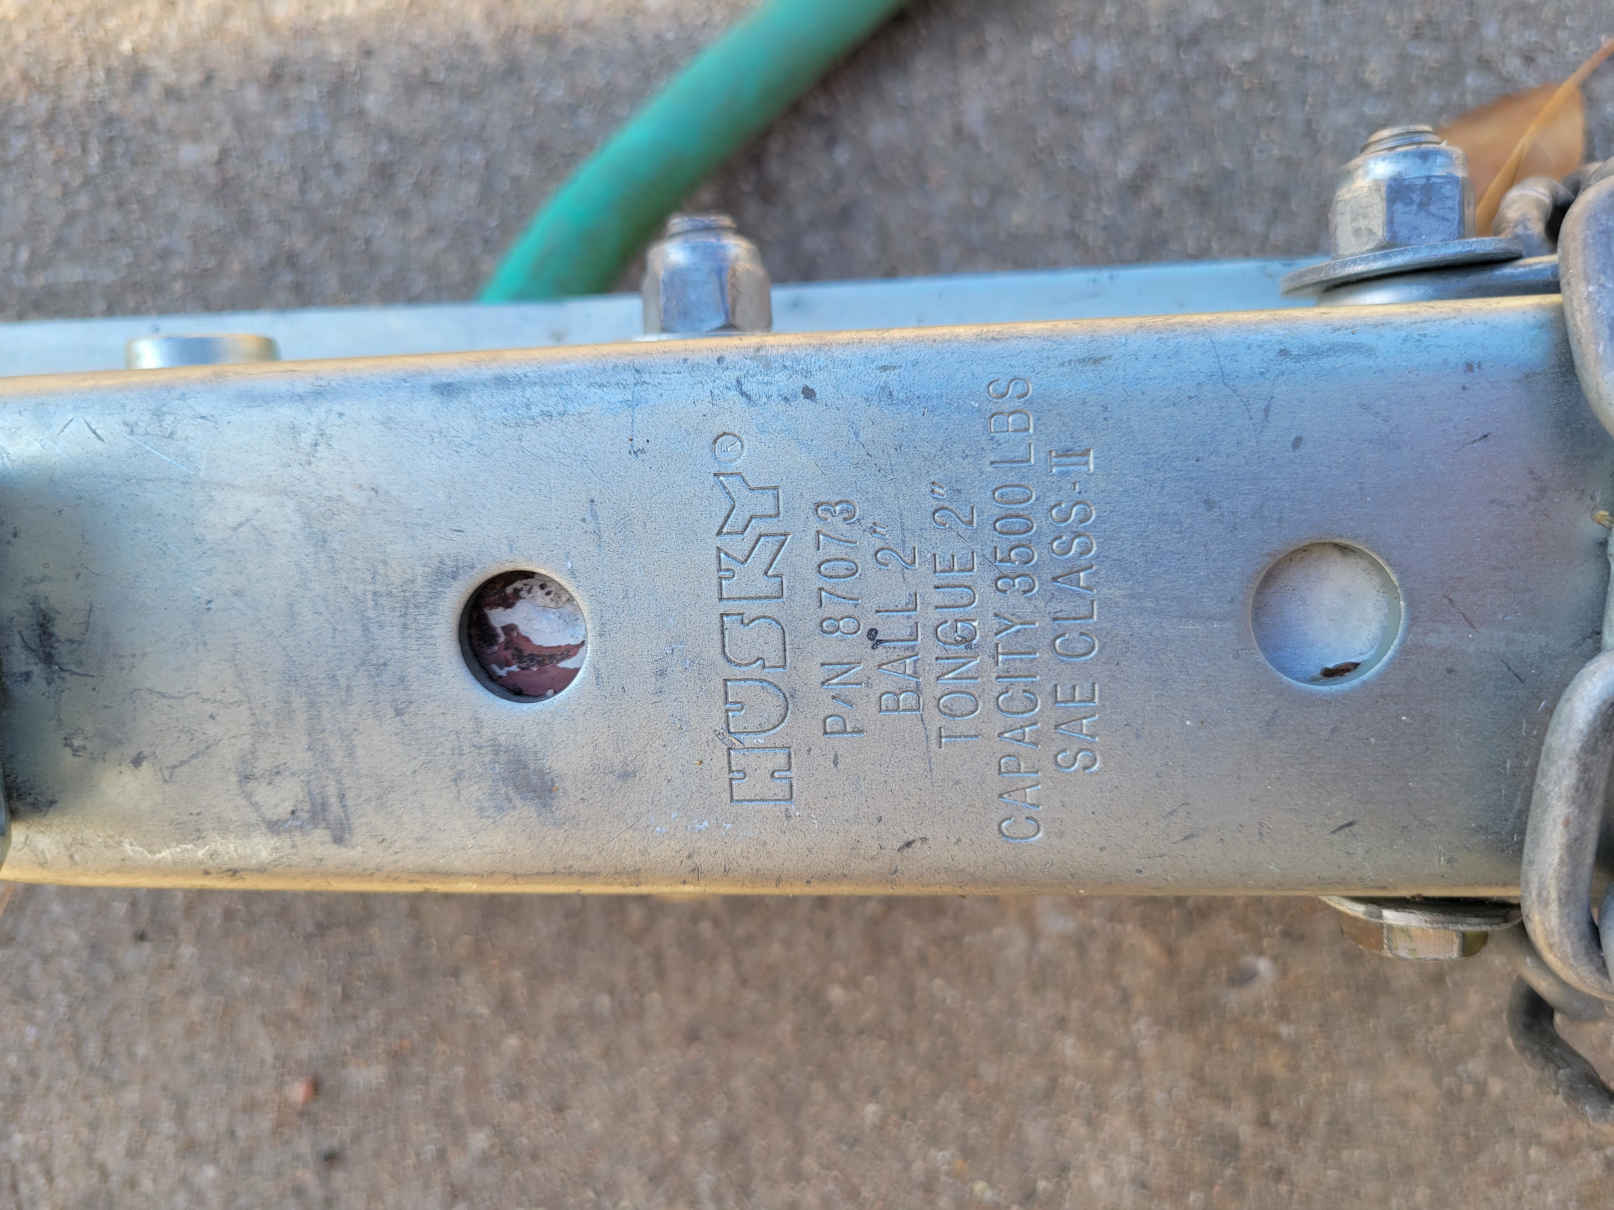 HUSKY®
P/N 87073
BALL 2"
TONGUE 2"
CAPACITY 3500 LBS
SAE CLASS-II